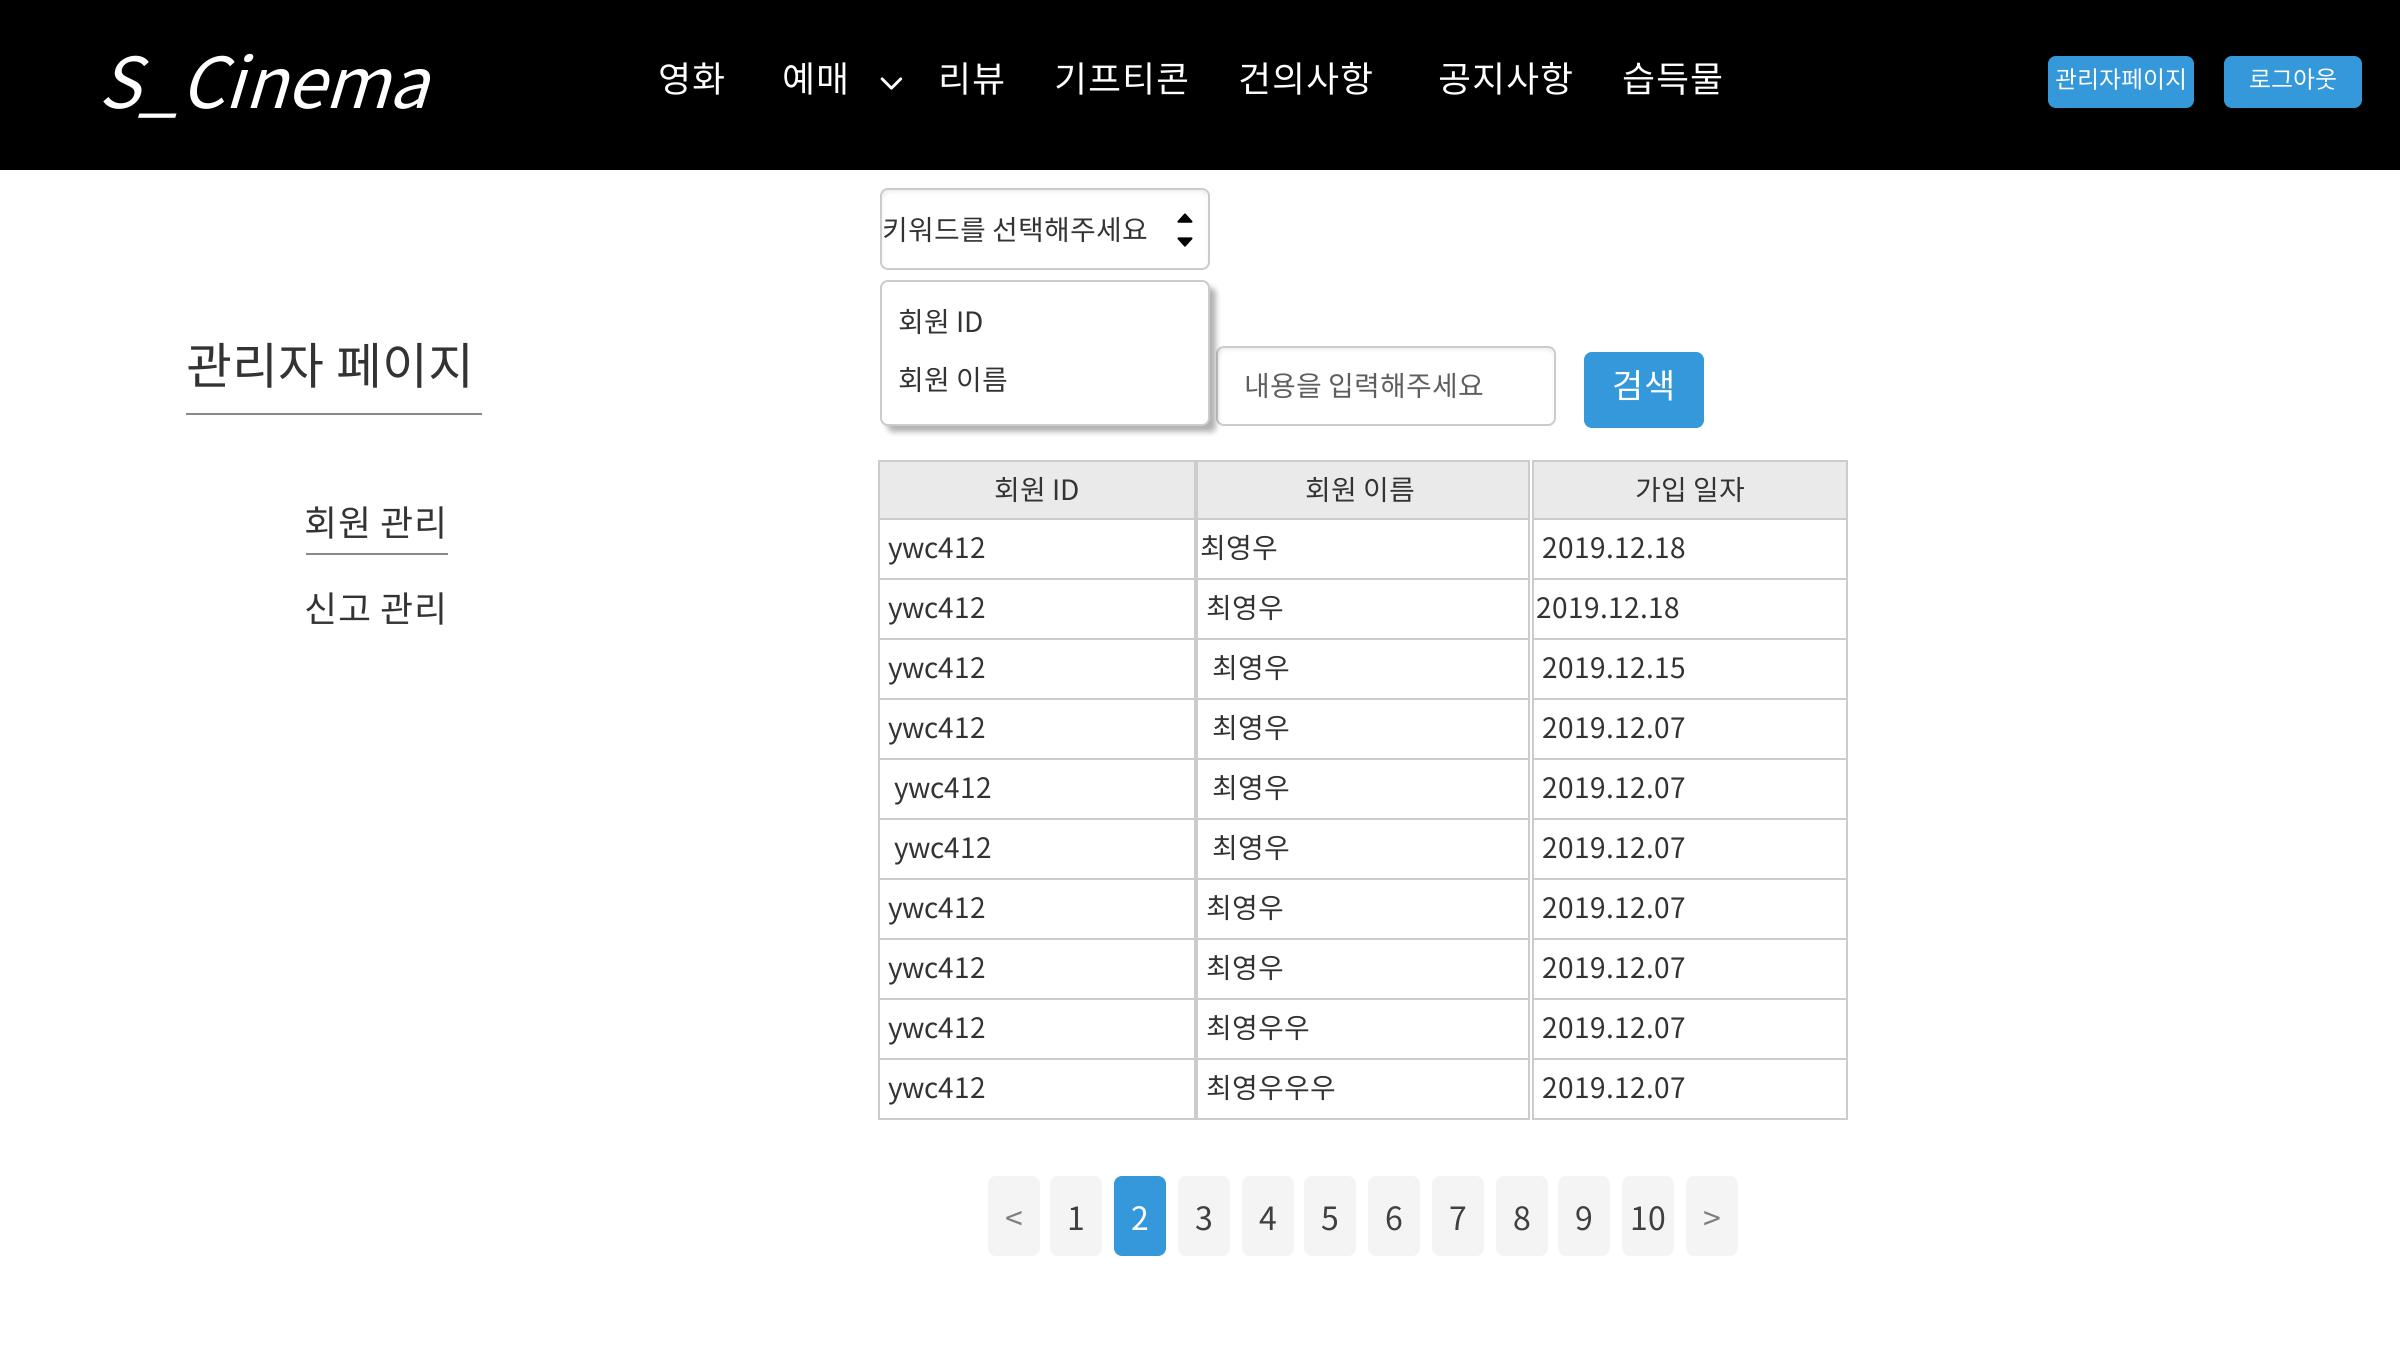 S_Cinema 영화 예매 리뷰 기프티콘 건의사항 공지사항 습득물 관리자페이지 로그아웃
키워드를 선택해주세요
회원 ID
회원 이름
내용을 입력해주세요 검색
관리자 페이지
회원 관리
신고 관리
회원 ID 회원 이름 가입 일자
ywc412 최영우 2019.12.18
ywc412 최영우 2019.12.18
ywc412 최영우 2019.12.15
ywc412 최영우 2019.12.07
ywc412 최영우 2019.12.07
ywc412 최영우 2019.12.07
ywc412 최영우 2019.12.07
ywc412 최영우 2019.12.07
ywc412 최영우우 2019.12.07
ywc412 최영우우우 2019.12.07
< 1 2 3 4 5 6 7 8 9 10 >